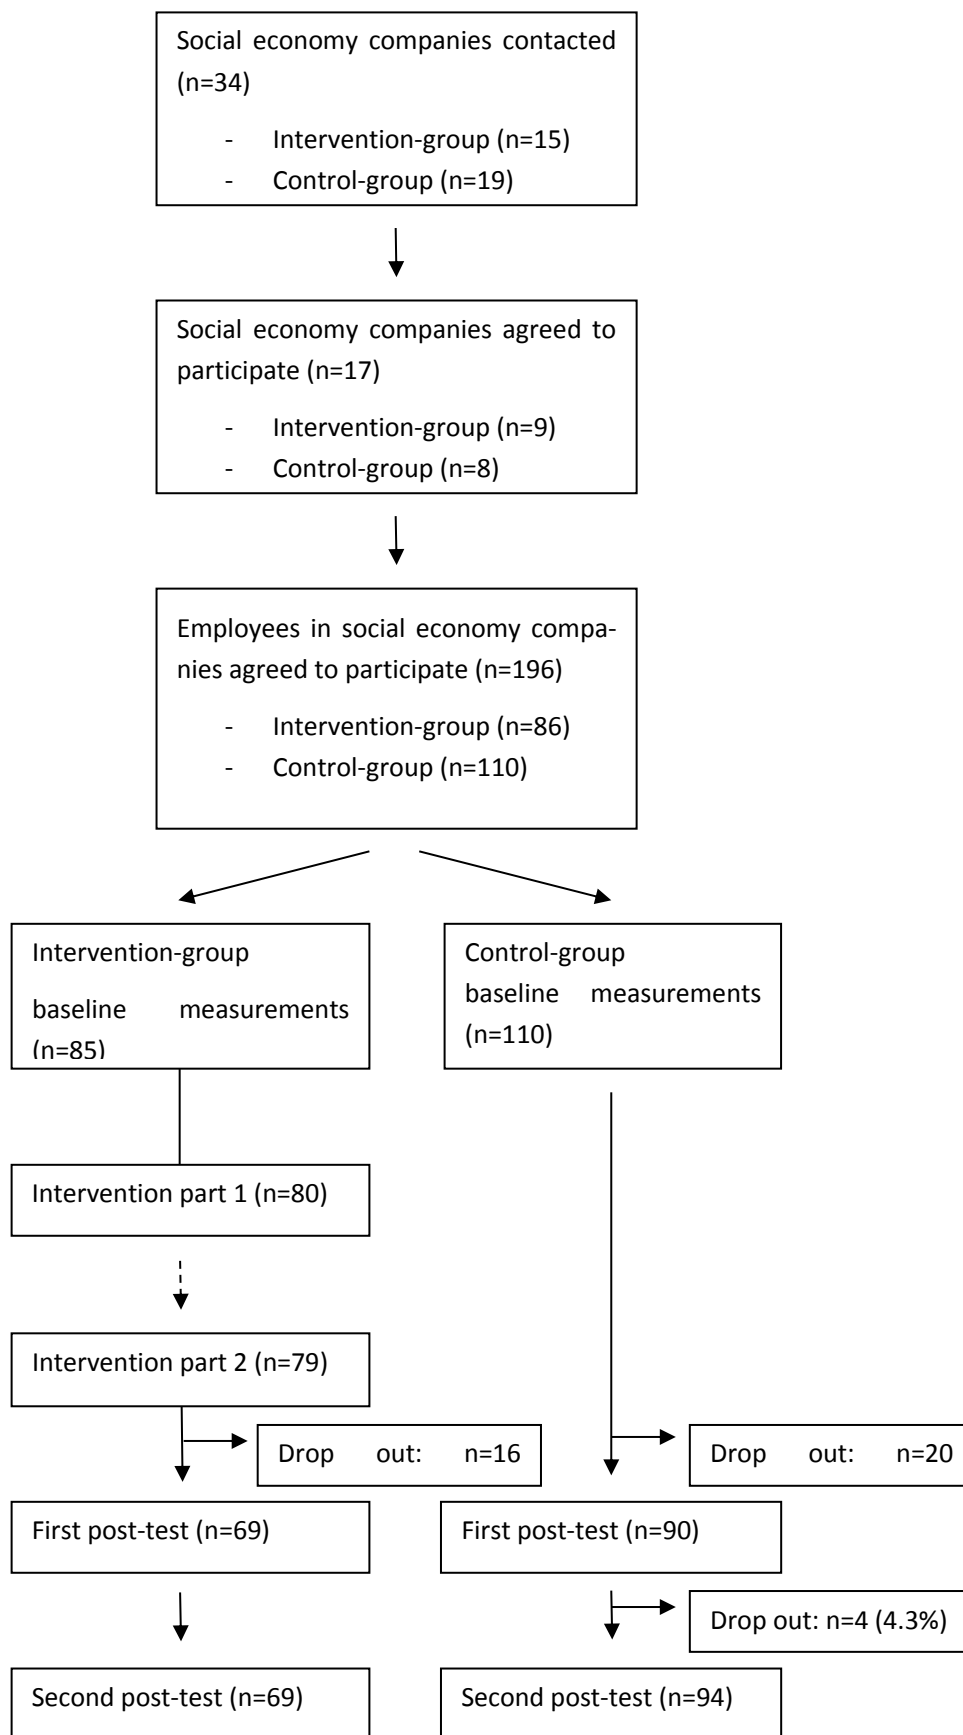 Social economy companies contacted
(n=34)
- Intervention-group (n=15)
- Control-group (n=19)
Social economy companies agreed to
participate (n=17)
- Intervention-group (n=9)
- Control-group (n=8)
Employees in social economy compa-
nies agreed to participate (n=196)
- Intervention-group (n=86)
- Control-group (n=110)
Intervention-group
baseline measurements
(n=85)
Control-group
baseline measurements
(n=110)
Intervention part 1 (n=80)
Intervention part 2 (n=79)
Drop out: n=16
Drop out: n=20
First post-test (n=69)
First post-test (n=90)
Drop out: n=4 (4.3%)
Second post-test (n=69)
Second post-test (n=94)